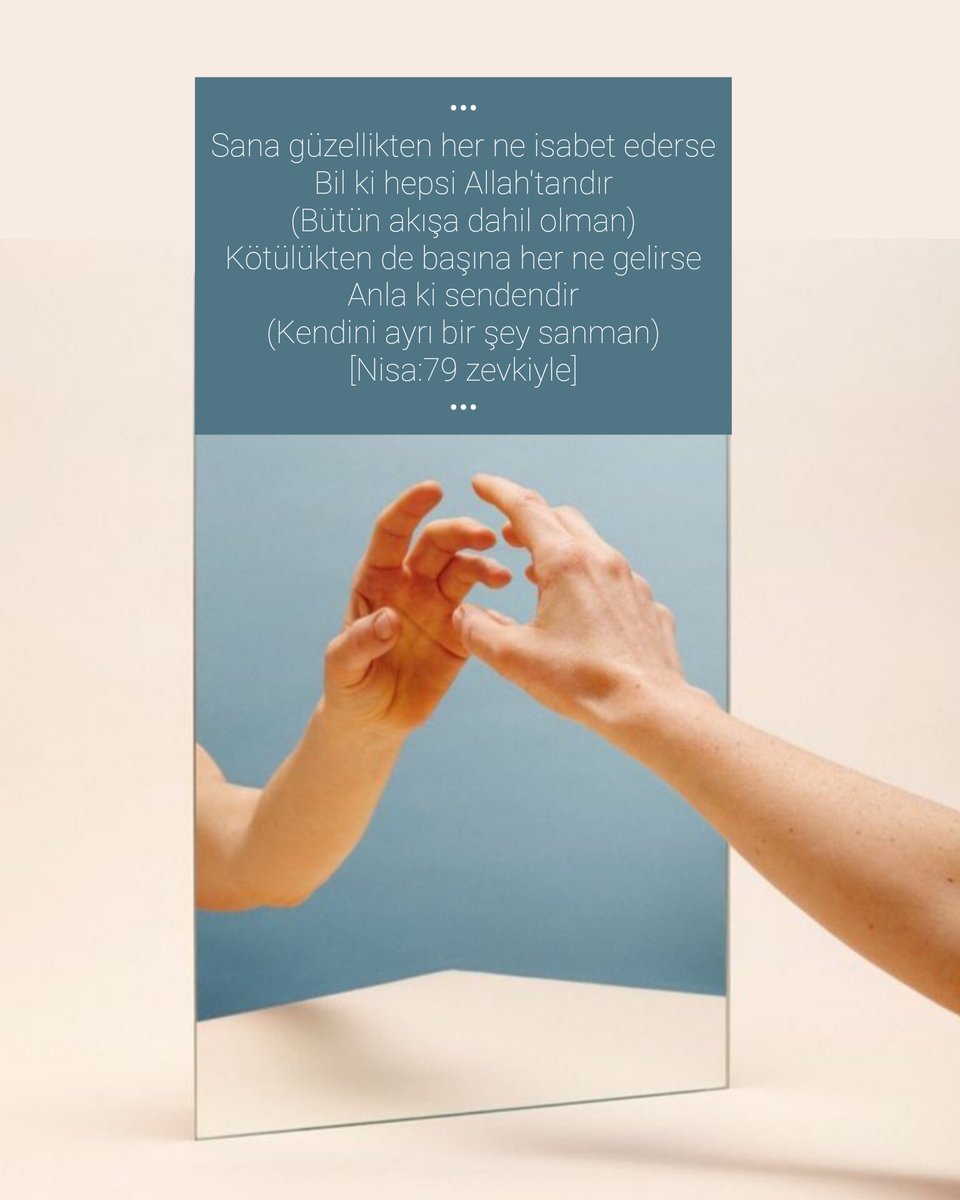 ...
Sana güzellikten her ne isabet ederse
Bil ki hepsi Allah'tandır
(Bütün akışa dahil olman)
Kötülükten de başına her ne gelirse
Anla ki sendendir
(Kendini ayrı bir şey sanman)
[Nisa:79 zevkiyle]
...